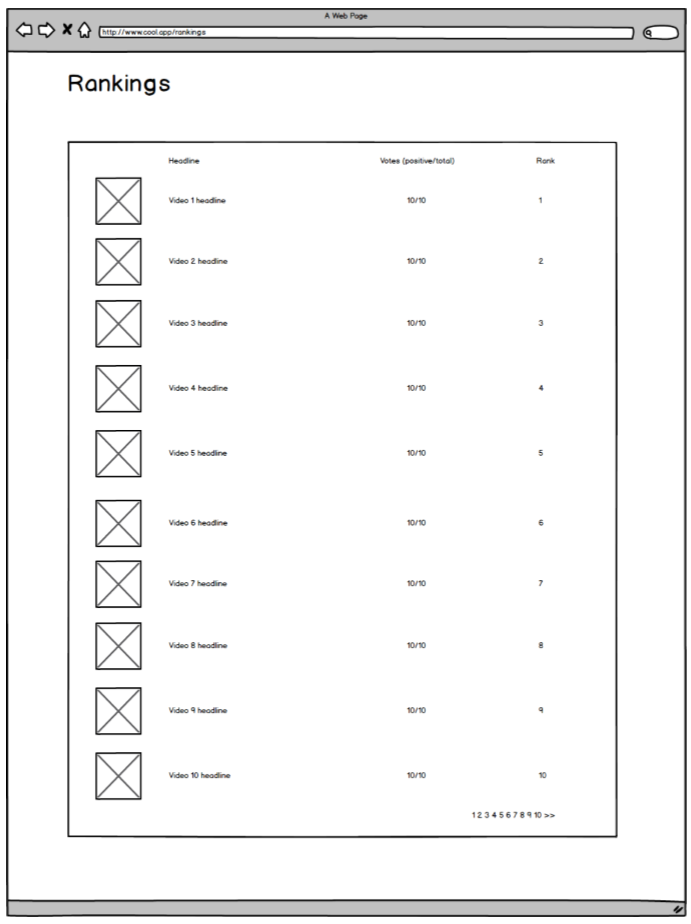 A Web Page
http://www.cool.app/rankings
Rankings
Headline Votes (positive/total) Rank
Video 1 headline 10/10 1
Video 2 headline 10/10 2
Video 3 headline 10/10 3
Video 4 headline 10/10 4
Video 5 headline 10/10 5
Video 6 headline 10/10 6
Video 7 headline 10/10 7
Video 8 headline 10/10 8
Video 9 headline 10/10 9
Video 10 headline 10/10 10
1 2 3 4 5 6 7 8 9 10 >>